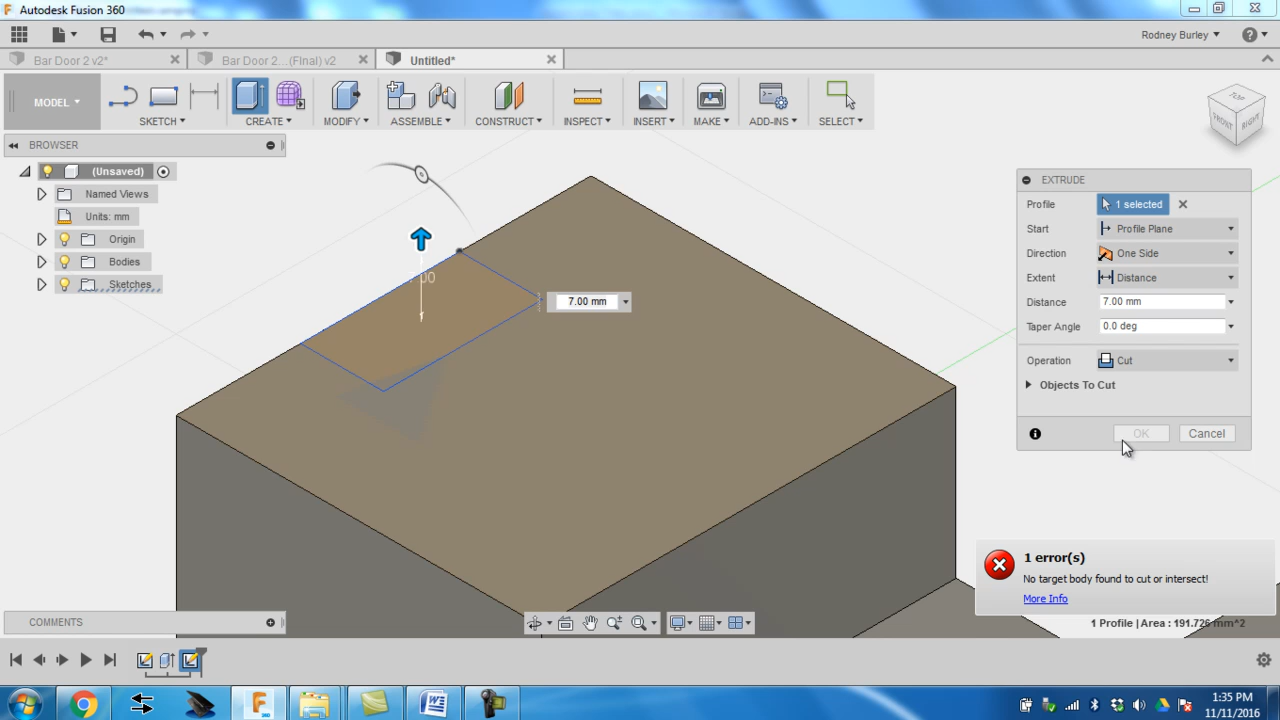 Autodesk Fusion 360
Rodney Burley
Bar Door 2 v2*
Bar Door 2...(Final) v2
Untitled*
MODEL
SKETCH
CREATE
MODIFY
ASSEMBLE
CONSTRUCT
INSPECT
INSERT
MAKE
ADD-INS
SELECT
TOP
FRONT
RIGHT
BROWSER
(Unsaved)
Named Views
Units: mm
Origin
Bodies
Sketches
7.00 mm
EXTRUDE
Profile 1 selected
Start Profile Plane
Direction One Side
Extent Distance
Distance 7.00 mm
Taper Angle 0.0 deg
Operation Cut
Objects To Cut
OK Cancel
1 error(s)
No target body found to cut or intersect!
More Info
1 Profile | Area : 191.726 mm^2
COMMENTS
1:35 PM
11/11/2016